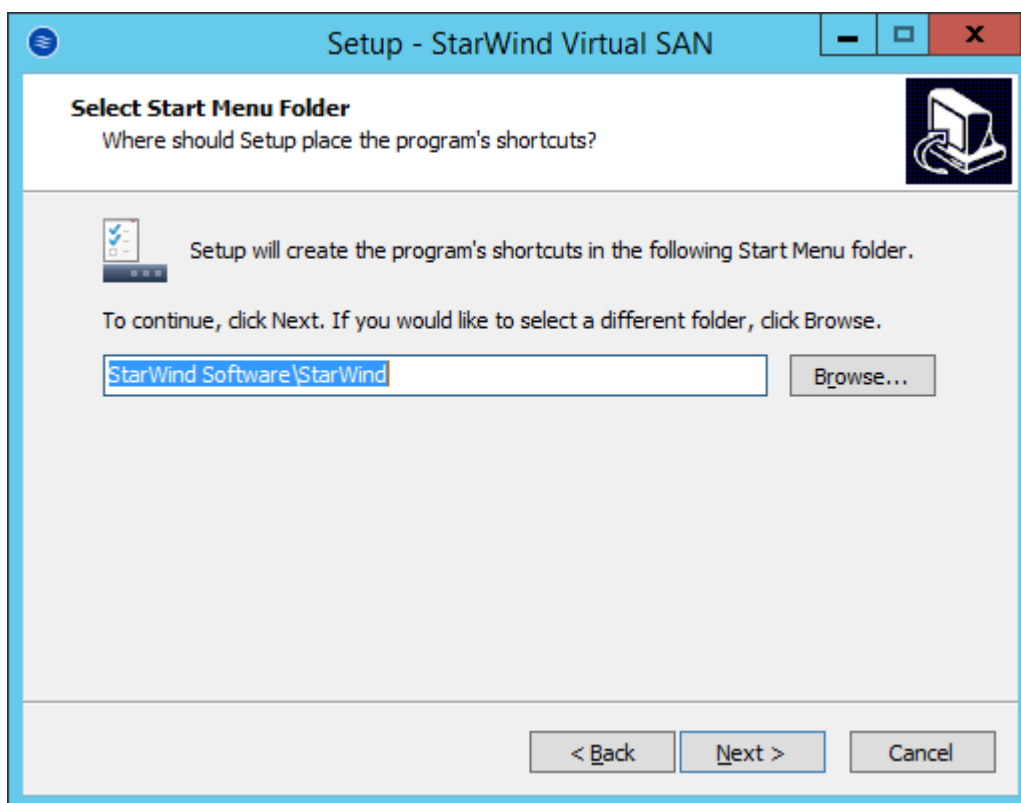 Setup - StarWind Virtual SAN
Select Start Menu Folder
Where should Setup place the program's shortcuts?
Setup will create the program's shortcuts in the following Start Menu folder.
To continue, click Next. If you would like to select a different folder, click Browse.
StarWind Software\StarWind
Browse...
< Back
Next >
Cancel